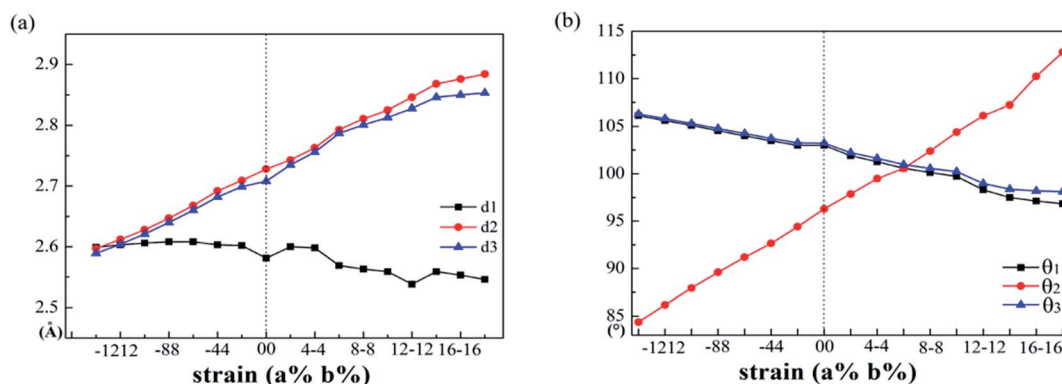 (a)
2.9
2.8
2.7
2.6
2.5
(Å)
d1
d2
d3
-1212 -88 -44 00 4-4 8-8 12-12 16-16
strain (a% b%)
(b)
115
110
105
100
95
90
85
(º)
θ1
θ2
θ3
-1212 -88 -44 00 8-8 12-12 16-16
strain (a% b%)